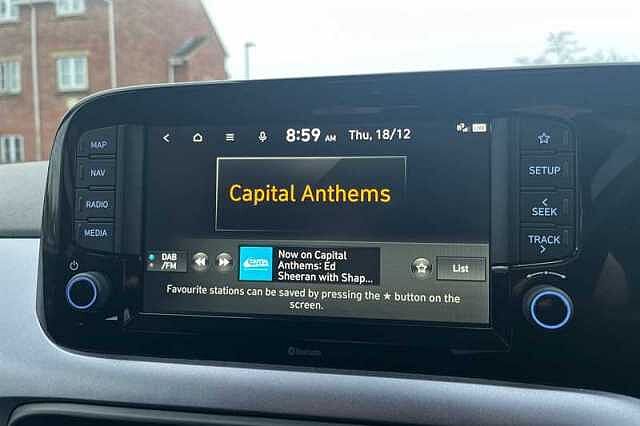 8:59 AM Thu, 18/12
MAP
NAV
RADIO
MEDIA
Capital Anthems
SETUP
SEEK
TRACK
DAB
/FM
Now on Capital
Anthems: Ed
Sheeran with Shap...
List
Favourite stations can be saved by pressing the ★ button on the
screen.